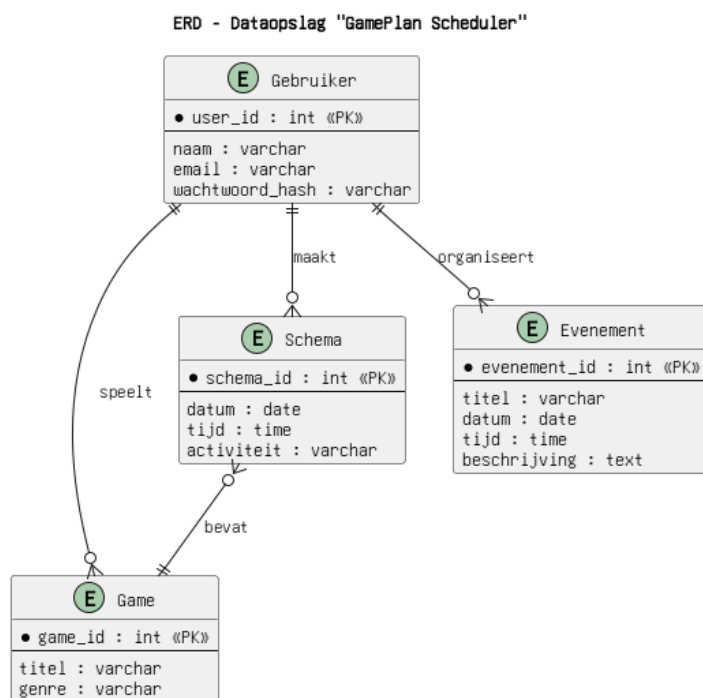 ERD - Dataopslag "GamePlan Scheduler"
E Gebruiker
● user_id : int «PK»
naam : varchar
email : varchar
wachtwoord_hash : varchar
maakt
organiseert
E Schema
● schema_id : int «PK»
datum : date
tijd : time
activiteit : varchar
E Evenement
● evenement_id : int «PK»
titel : varchar
datum : date
tijd : time
beschrijving : text
speelt
bevat
E Game
● game_id : int «PK»
titel : varchar
genre : varchar